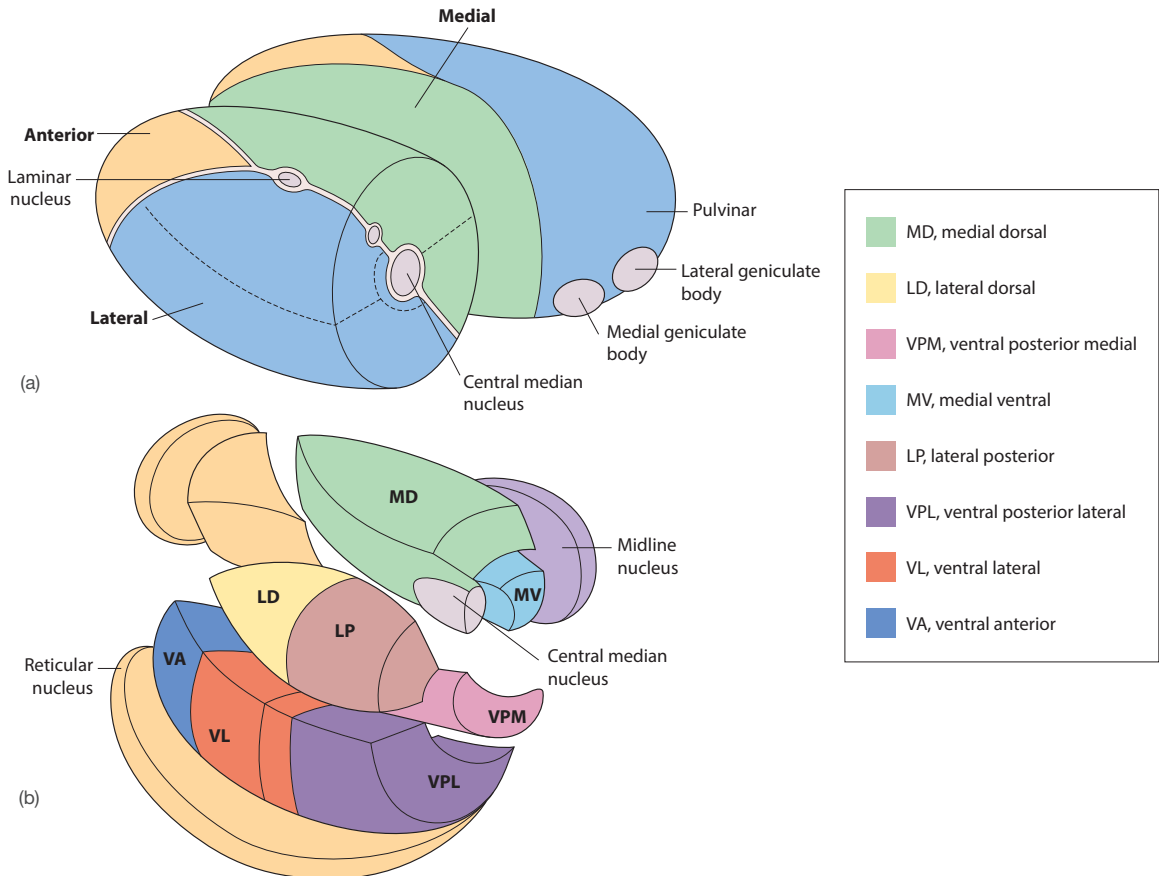 Medial
Anterior
Laminar
nucleus
Pulvinar
Lateral geniculate
body
Lateral
Medial geniculate
body
Central median
nucleus
(a)
MD
Midline
nucleus
LD
MV
LP
VA
Central median
nucleus
Reticular
nucleus
VPM
VL
VPL
(b)
MD, medial dorsal
LD, lateral dorsal
VPM, ventral posterior medial
MV, medial ventral
LP, lateral posterior
VPL, ventral posterior lateral
VL, ventral lateral
VA, ventral anterior